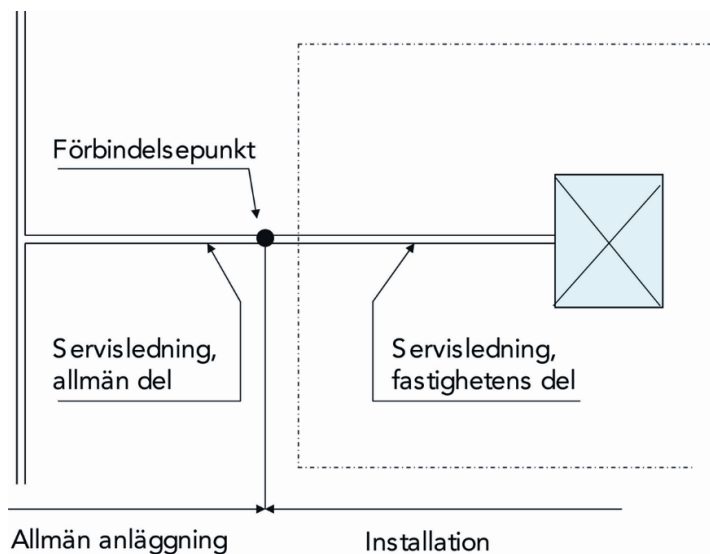 Förbindelsepunkt
Servisledning,
allmän del
Servisledning,
fastighetens del
Allmän anläggning
Installation